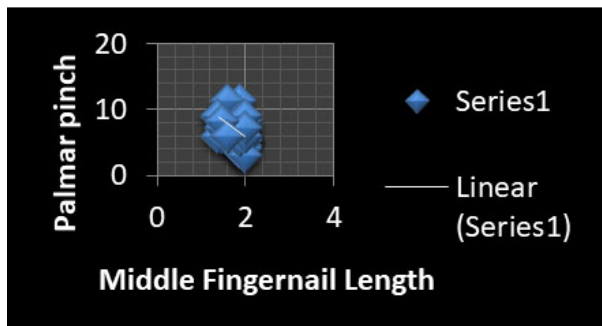 20
10
0
0 2 4
Palmar pinch
Middle Fingernail Length
Series1
Linear
(Series1)